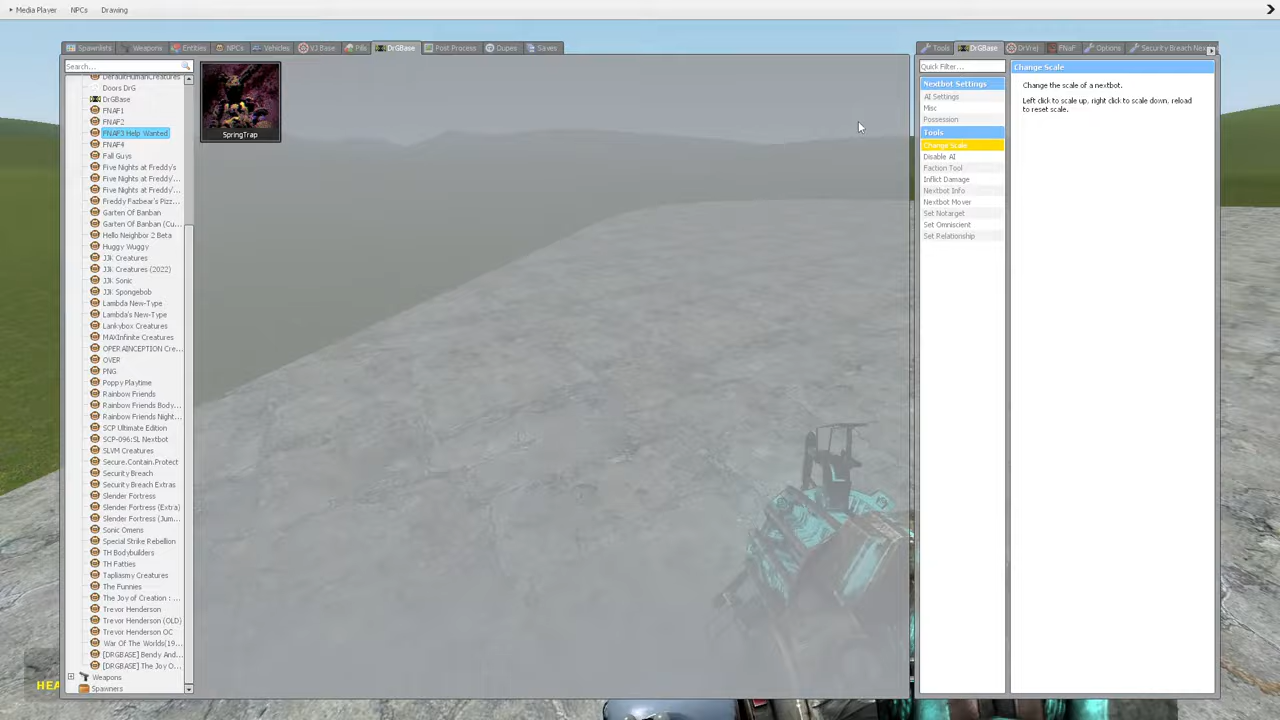 Media Player NPCs Drawing
Spawnlists Weapons Entities NPCs Vehicles VJ Base Pills DrGBase Post Process Dupes Saves
Tools DrGBase DrVrej FNaF Options
Search...
DefaultHumanCreatures
Doors DrG
DrGBase
FNAF1
FNAF2
FNAF3 Help Wanted
FNAF4
Fall Guys
Five Nights at Freddy's
Five Nights at Freddy'...
Five Nights at Freddy'...
Freddy Fazbear's Pizz...
Garten Of Banban
Garten Of Banban (Cu...
Hello Neighbor 2 Beta
Huggy Wuggy
JJK Creatures
JJK Creatures (2022)
JJK Sonic
JJK Spongebob
Lambda New-Type
Lambda's New-Type
Lankybox Creatures
MAXInfinite Creatures
OPERAINCEPTION Cre...
OVER
PNG
Poppy Playtime
Rainbow Friends
Rainbow Friends Body...
Rainbow Friends Night...
SCP Ultimate Edition
SCP-096:SL Nextbot
SLVM Creatures
Secure.Contain.Protect
Security Breach
Security Breach Extras
Slender Fortress
Slender Fortress (Extra)
Slender Fortress (Jum...
Sonic Omens
Special Strike Rebellion
TH Bodybuilders
TH Fatties
Tapliasmy Creatures
The Funnies
The Joy of Creation : ...
Trevor Henderson
Trevor Henderson (OLD)
Trevor Henderson OC
War Of The Worlds(19...
[DRGBASE] Bendy And...
[DRGBASE] The Joy O...
Weapons
Spawners
SpringTrap
Quick Filter...
Nextbot Settings
AI Settings
Misc
Possession
Tools
Change Scale
Disable AI
Faction Tool
Inflict Damage
Nextbot Info
Nextbot Mover
Set Notarget
Set Omniscient
Set Relationship
Change Scale
Change the scale of a nextbot.
Left click to scale up, right click to scale down, reload
to reset scale.